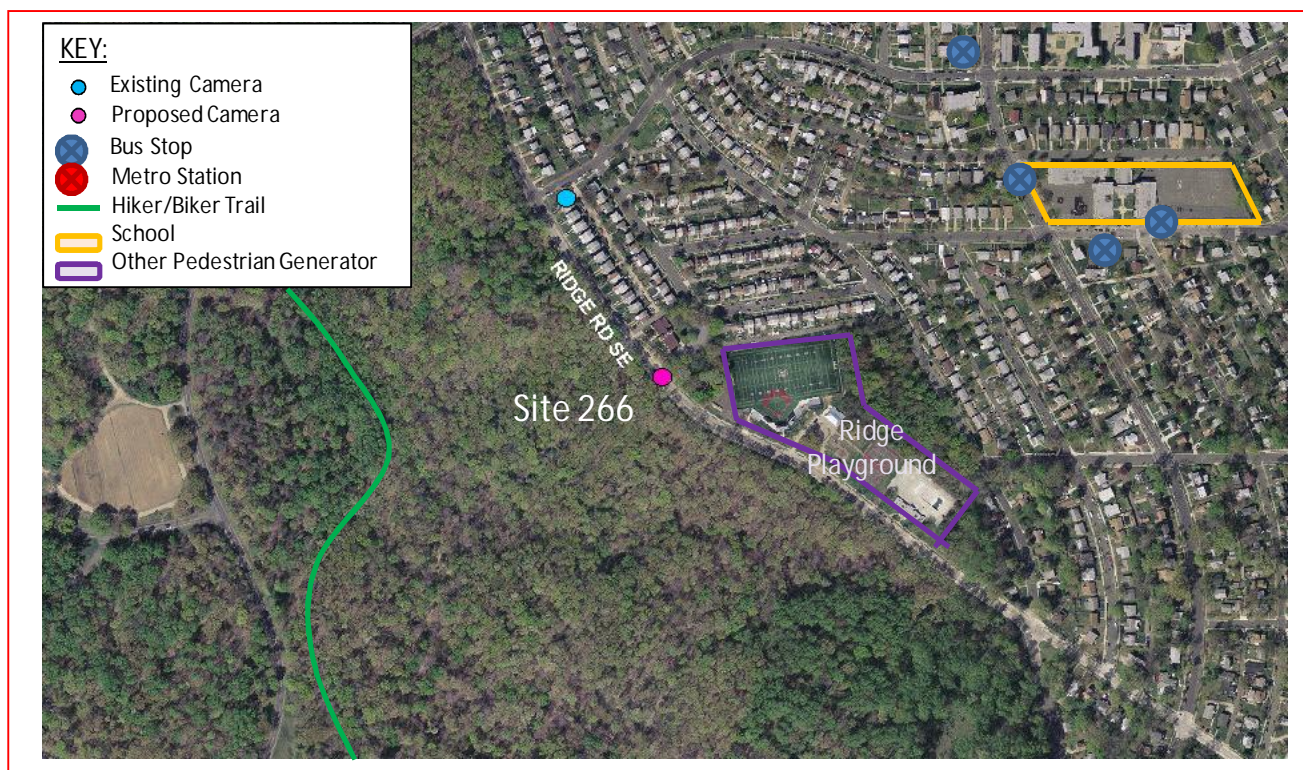 KEY:
Existing Camera
Proposed Camera
Bus Stop
Metro Station
Hiker/Biker Trail
School
Other Pedestrian Generator
RIDGE RD SE
Site 266
Ridge
Playground